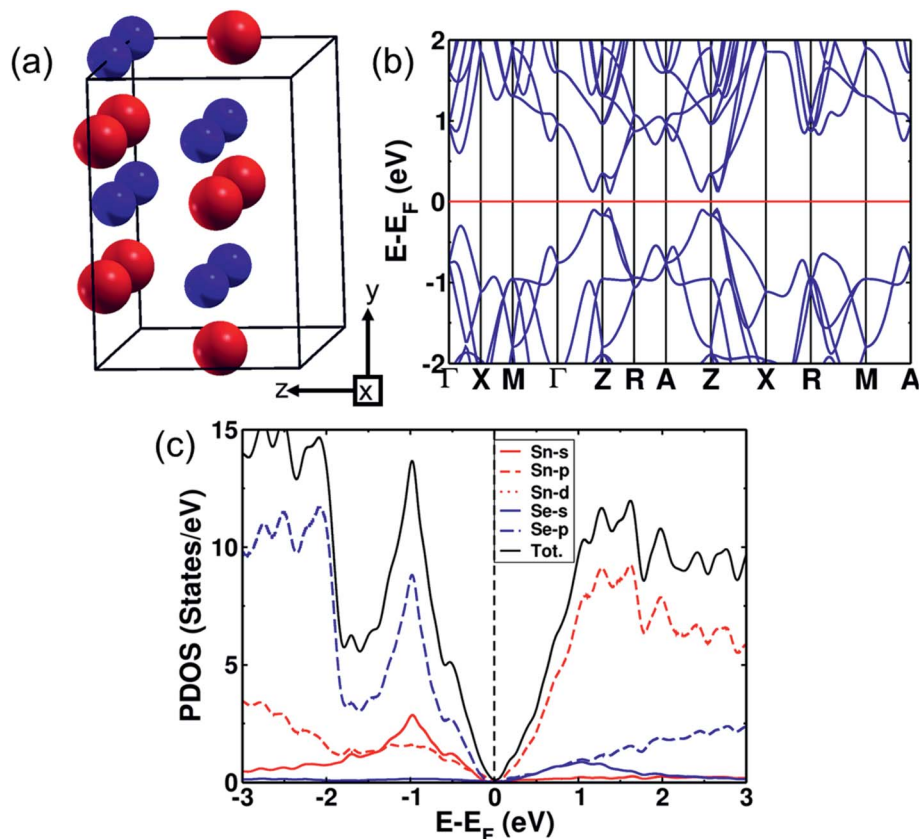 (a)
y
z
x
(b)
2
1
0
-1
-2
E-E_F (eV)
Γ X M Γ Z R A Z X R M A
(c)
15
10
5
0
PDOS (States/eV)
Sn-s
Sn-p
Sn-d
Se-s
Se-p
Tot.
-3 -2 -1 0 1 2 3
E-E_F (eV)